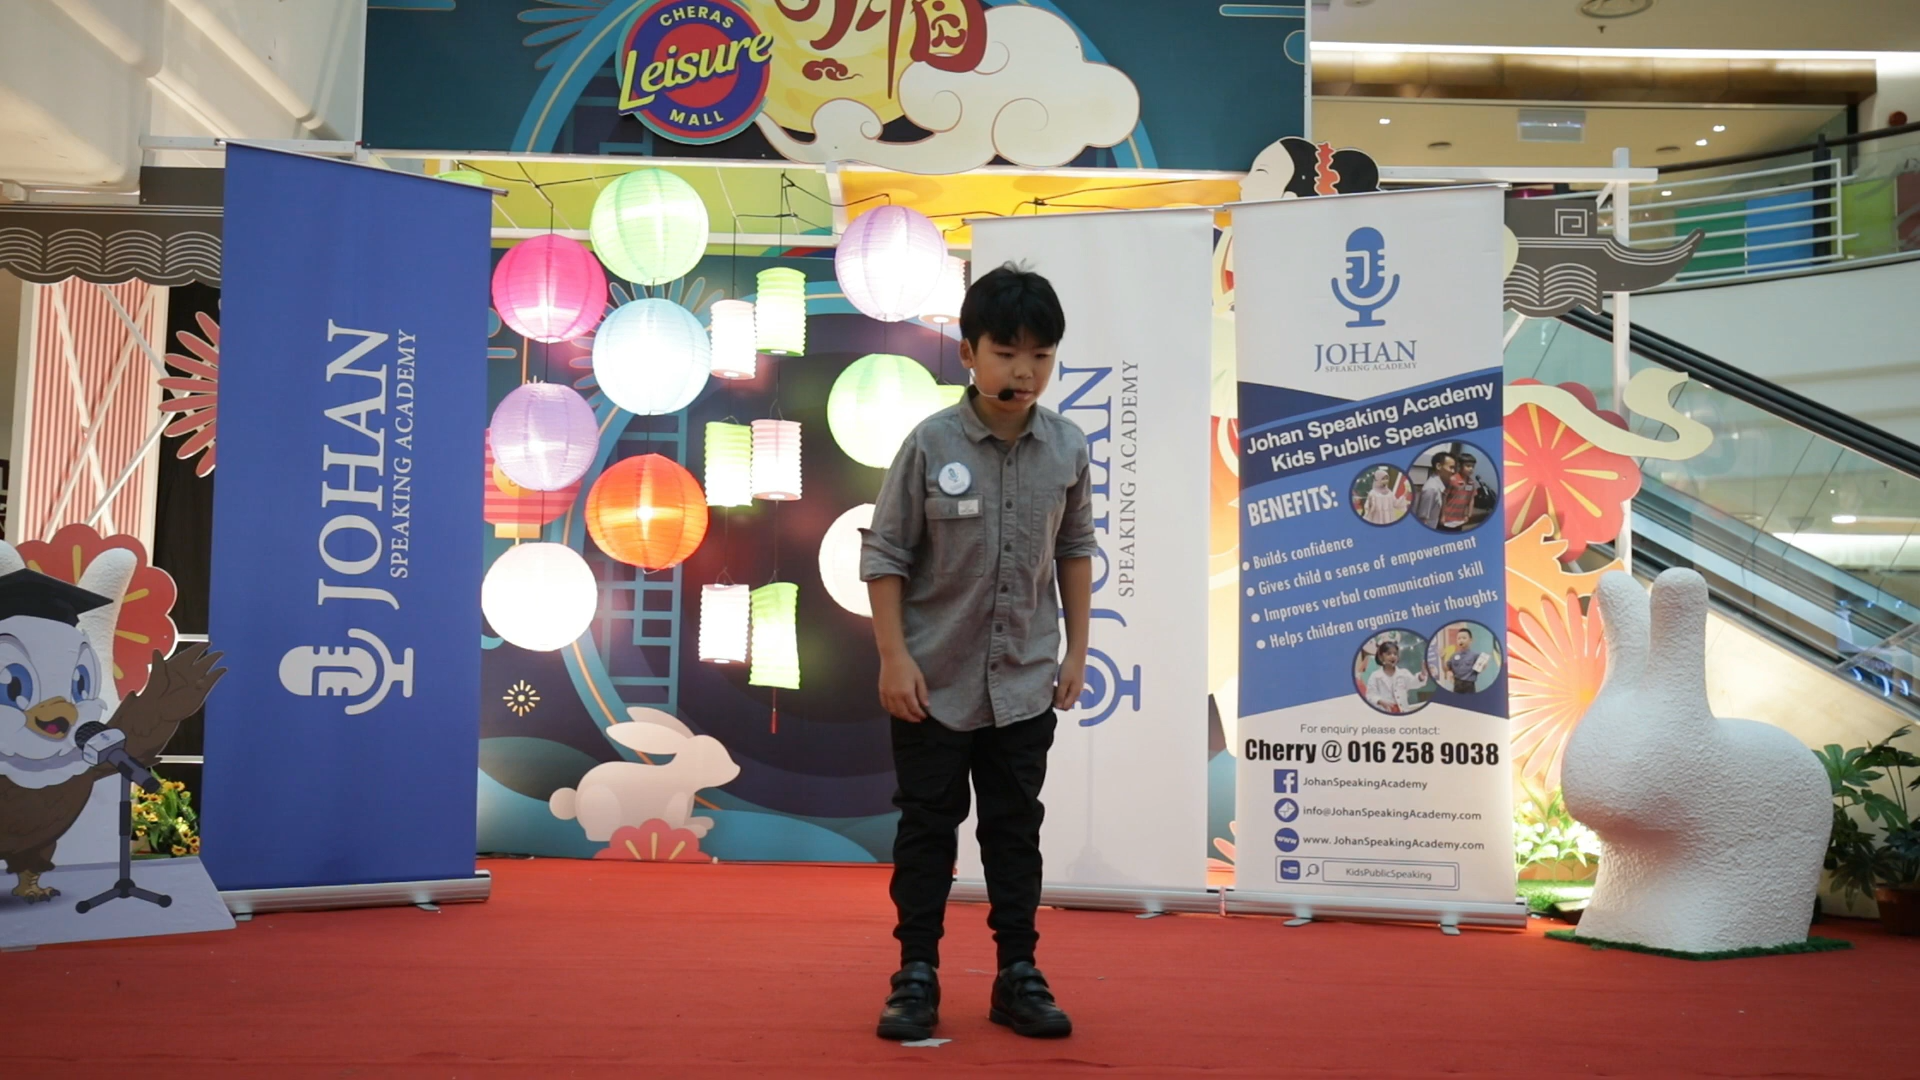 CHERAS
Leisure
MALL
JOHAN
SPEAKING ACADEMY
SPEAKING ACADEMY
JOHAN
SPEAKING ACADEMY
Johan Speaking Academy
Kids Public Speaking
BENEFITS:
• Builds confidence
• Gives child a sense of empowerment
• Improves verbal communication skill
• Helps children organize their thoughts
For enquiry please contact:
Cherry @ 016 258 9038
JohanSpeakingAcademy
info@JohanSpeakingAcademy.com
www www. JohanSpeakingAcademy.com
KidsPublicSpeaking